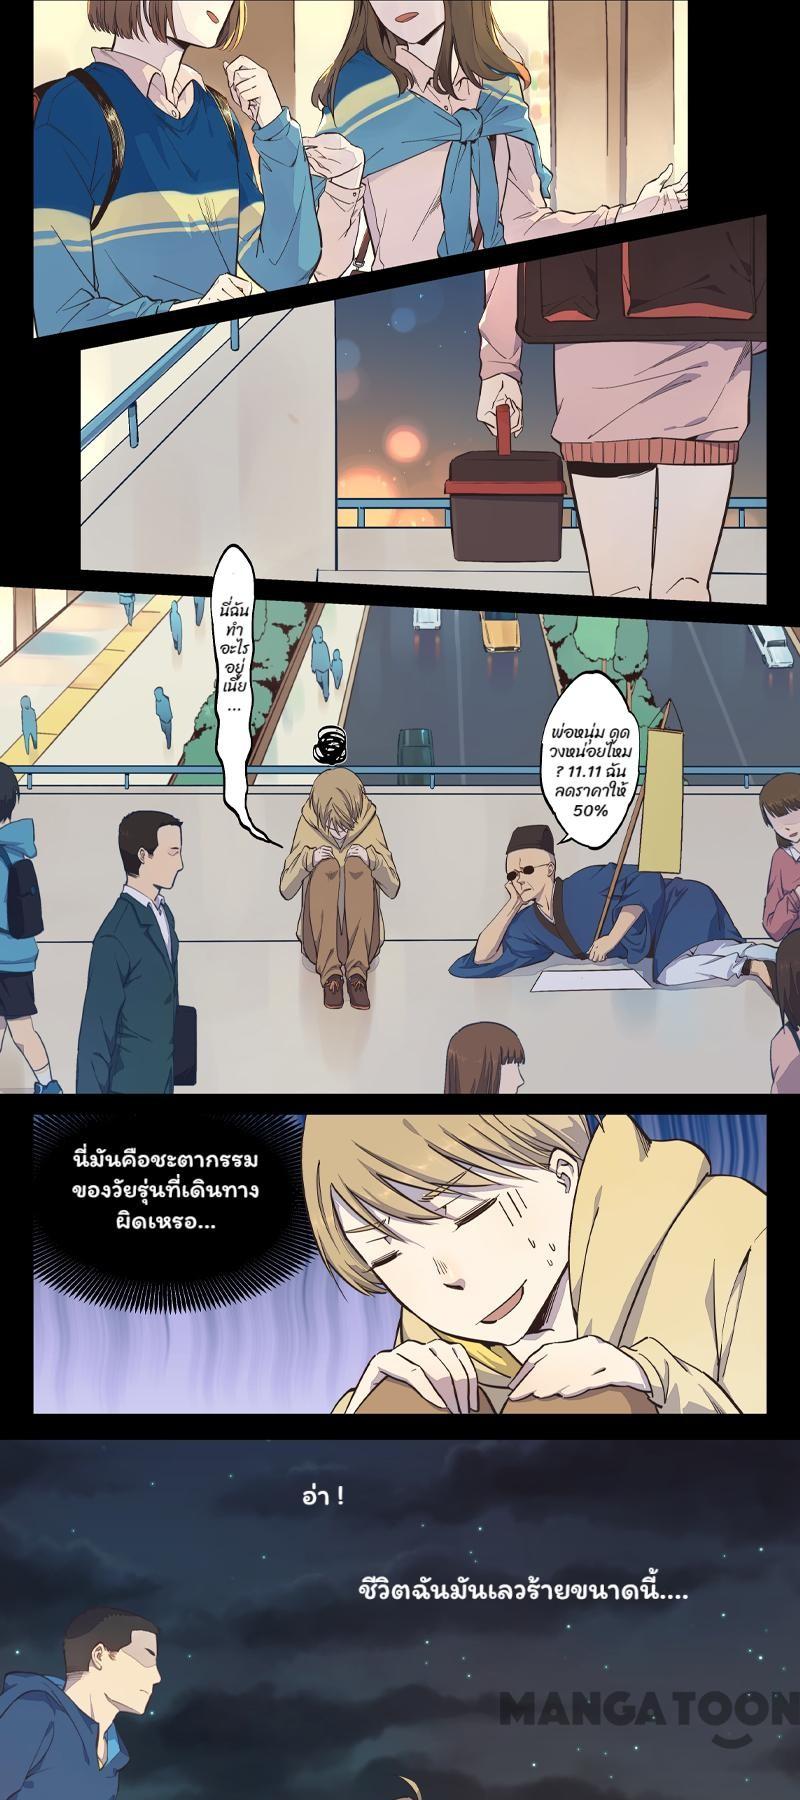 นี่ฉัน
ทำ
อะไร
อยู่
เนี่ย
...
พ่อหนุ่ม ดูด
วงหน่อยไหม
? 11.11 ฉัน
ลดราคาให้
50%
นี่มันคือชะตากรรม
ของวัยรุ่นที่เดินทาง
ผิดเหรอ...
อ่า !
ชีวิตฉันมันเลวร้ายขนาดนี้....
MANGATOON